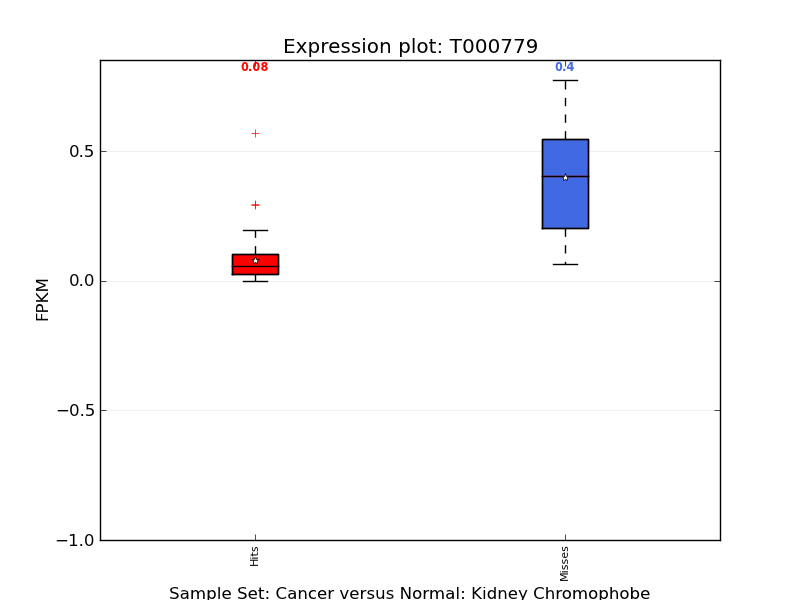 Expression plot: T000779
0.08
0.4
0.5
0.0
−0.5
−1.0
FPKM
Hits
Misses
Sample Set: Cancer versus Normal: Kidney Chromophobe